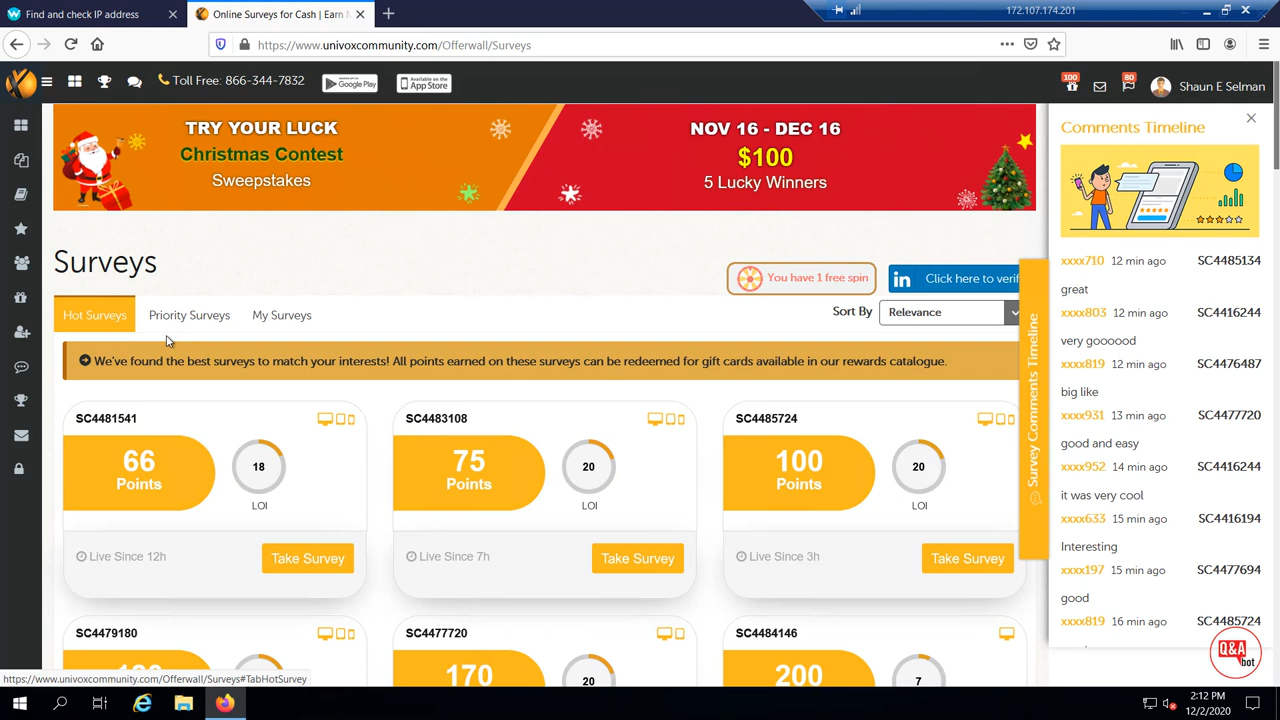 Find and check IP address
Online Surveys for Cash | Earn
172.107.174.201
https://www.univoxcommunity.com/Offerwall/Surveys
Toll Free: 866-344-7832
Google Play
Available on the
App Store
100
80
Shaun E Selman
TRY YOUR LUCK
Christmas Contest
Sweepstakes
NOV 16 - DEC 16
$100
5 Lucky Winners
Comments Timeline
xxxx710 12 min ago SC4485134
great
xxxx803 12 min ago SC4416244
very goooood
xxxx819 12 min ago SC4476487
big like
xxxx931 13 min ago SC4477720
good and easy
xxxx952 14 min ago SC4416244
it was very cool
xxxx633 15 min ago SC4416194
Interesting
xxxx197 15 min ago SC4477694
good
xxxx819 16 min ago SC4485724
Survey Comments Timeline
Surveys
You have 1 free spin
in Click here to verif
Hot Surveys Priority Surveys My Surveys
Sort By Relevance
We've found the best surveys to match your interests! All points earned on these surveys can be redeemed for gift cards available in our rewards catalogue.
SC4481541
66
Points
18
LOI
Live Since 12h
Take Survey
SC4483108
75
Points
20
LOI
Live Since 7h
Take Survey
SC4485724
100
Points
20
LOI
Live Since 3h
Take Survey
SC4479180
SC4477720
170
20
SC4484146
200
7
Q&A
bot
https://www.univoxcommunity.com/Offerwall/Surveys#TabHotSurvey
2:12 PM
12/2/2020